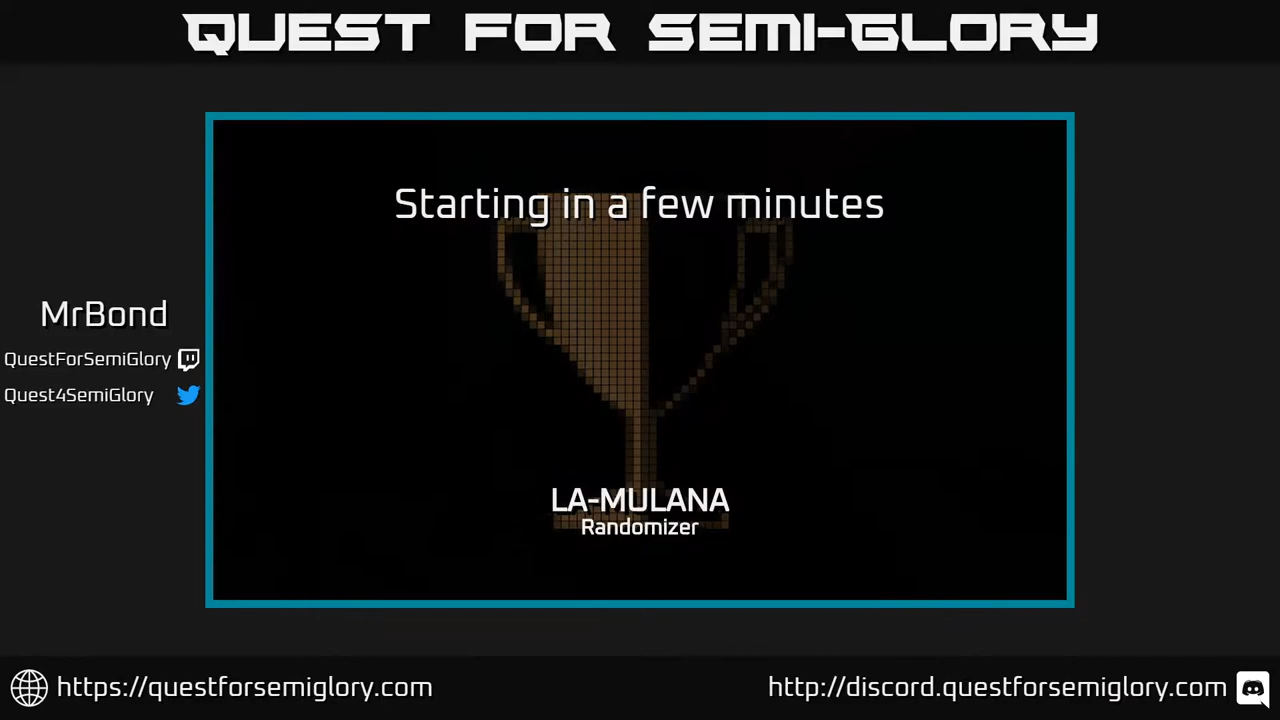 QUEST FOR SEMI-GLORY
Starting in a few minutes
MrBond
QuestForSemiGlory
Quest4SemiGlory
LA-MULANA
Randomizer
https://questforsemiglory.com
http://discord.questforsemiglory.com